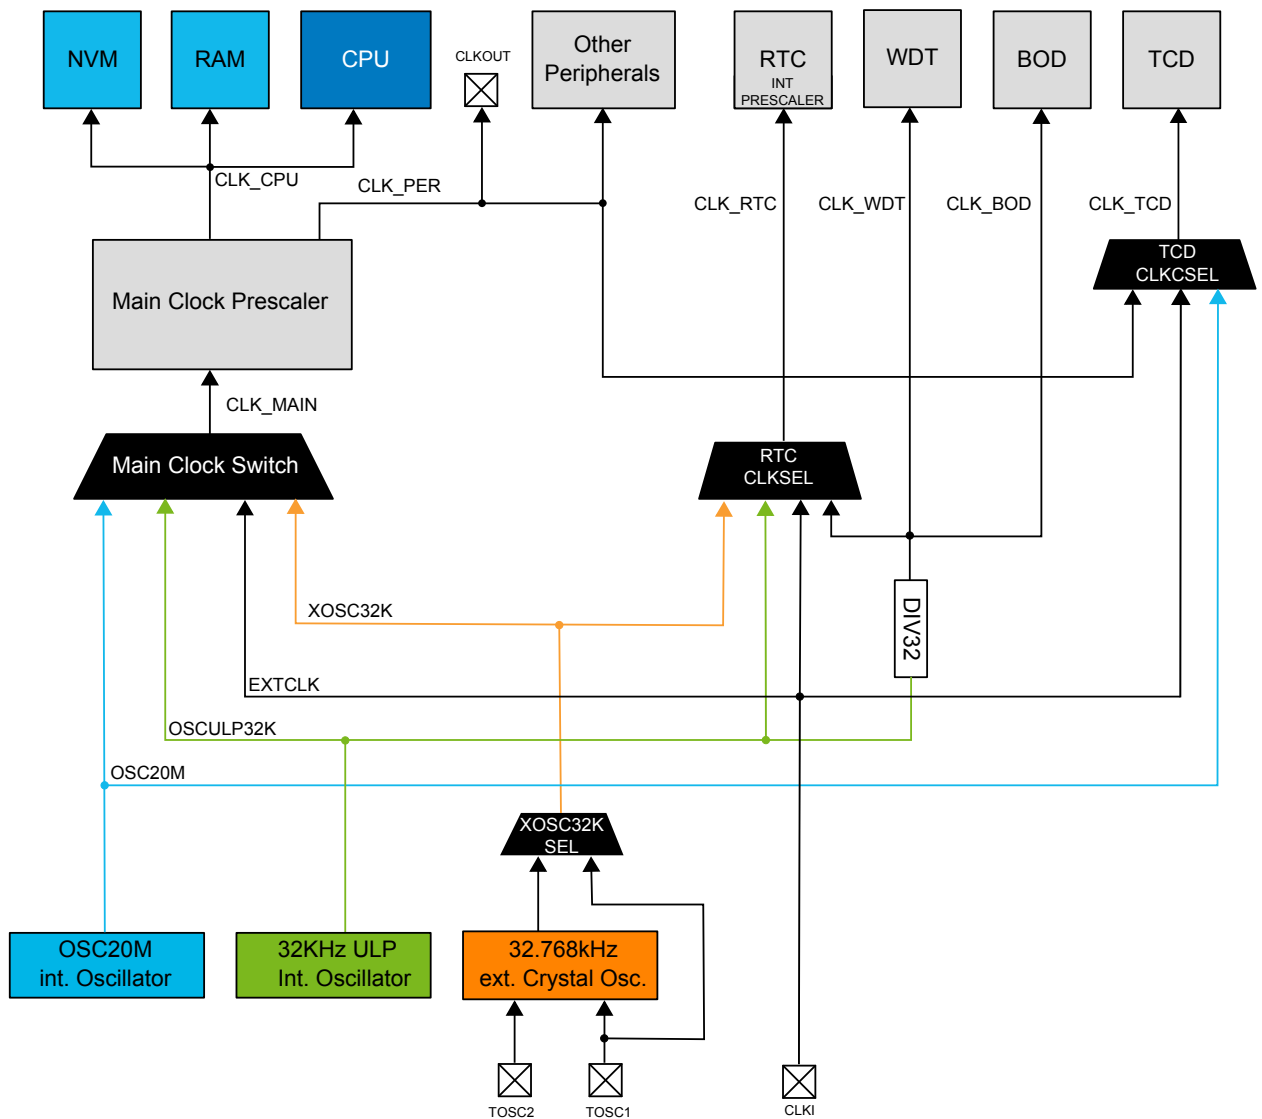 NVM
RAM
CPU
CLKOUT
Other
Peripherals
RTC
INT
PRESCALER
WDT
BOD
TCD
CLK_CPU
CLK_PER
CLK_RTC
CLK_WDT
CLK_BOD
CLK_TCD
TCD
CLKCSEL
Main Clock Prescaler
CLK_MAIN
Main Clock Switch
RTC
CLKSEL
XOSC32K
DIV32
EXTCLK
OSCULP32K
OSC20M
XOSC32K
SEL
OSC20M
int. Oscillator
32KHz ULP
Int. Oscillator
32.768kHz
ext. Crystal Osc.
TOSC2
TOSC1
CLKI